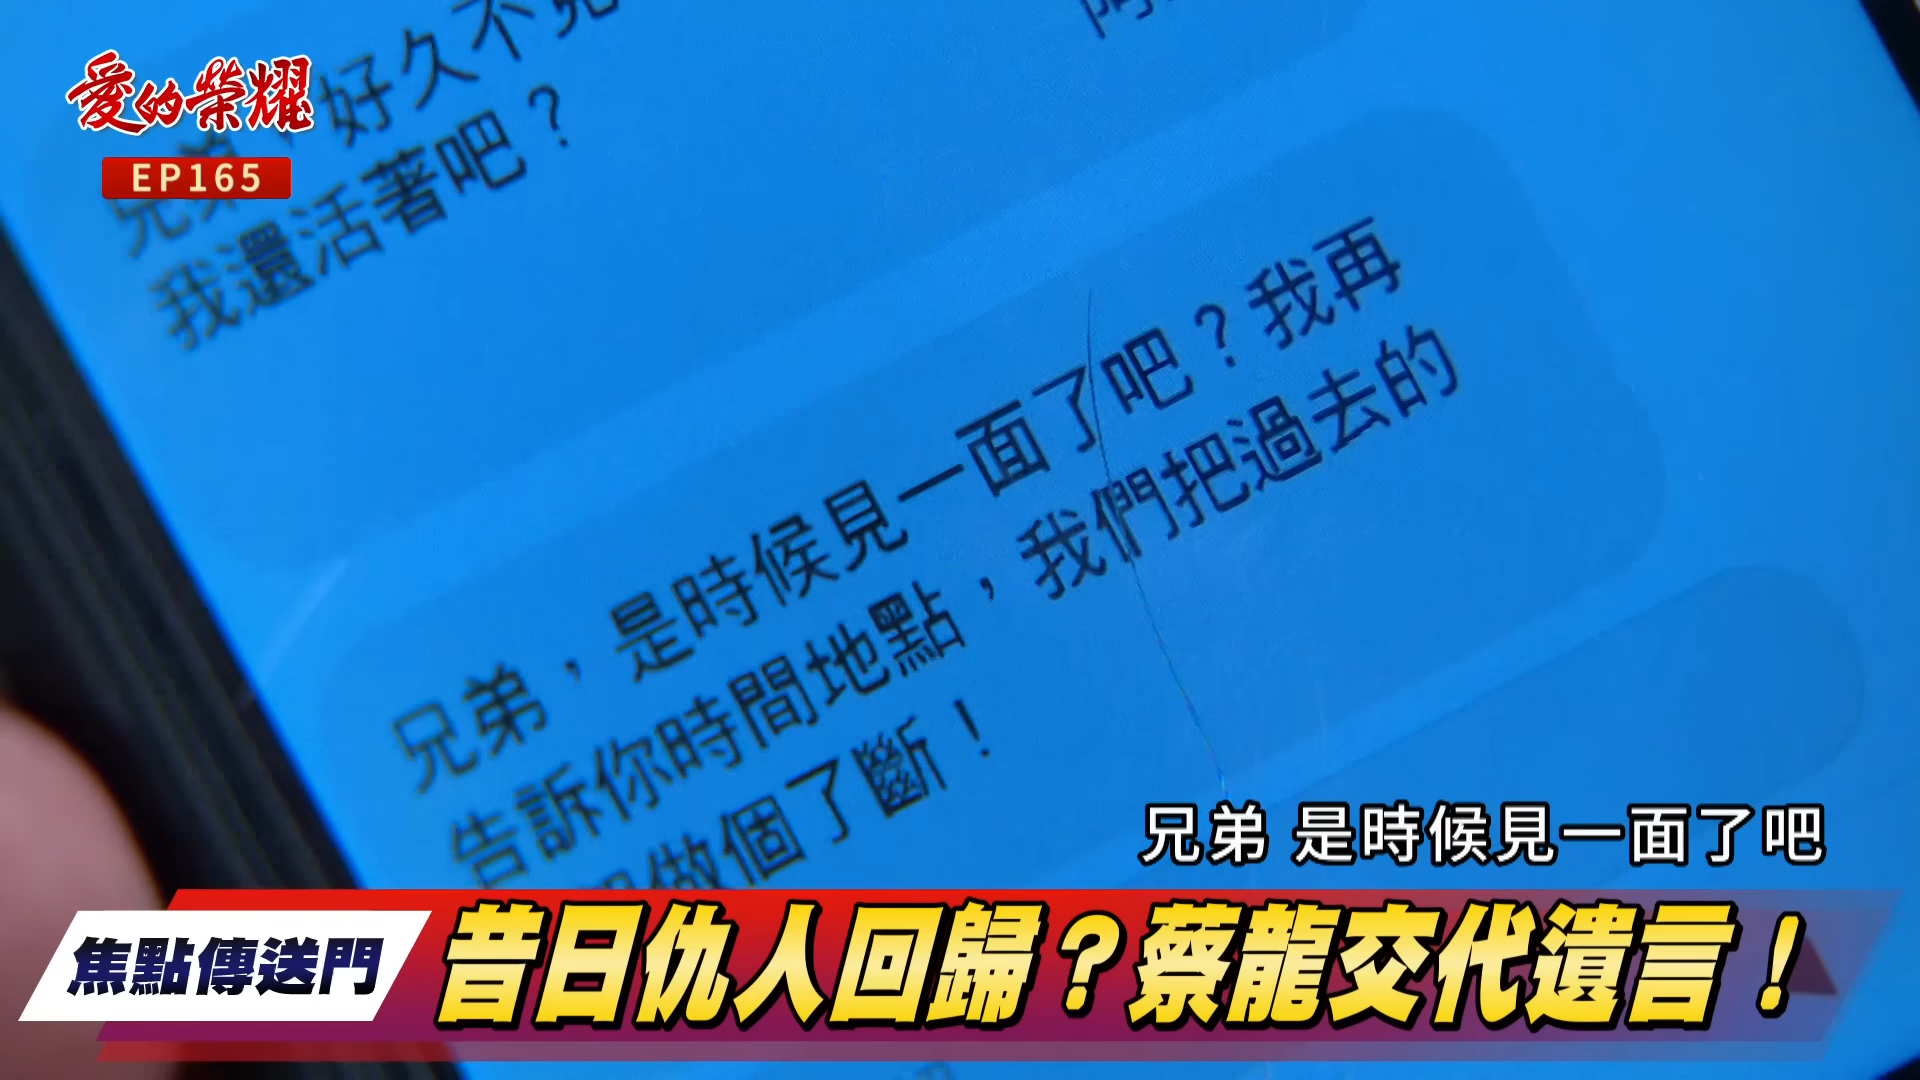 愛的榮耀
EP165
兄弟，好久不見
我還活著吧？
兄弟，是時候見一面了吧？我再
告訴你時間地點，我們把過去的
做個了斷！
兄弟 是時候見一面了吧
焦點傳送門
昔日仇人回歸？蔡龍交代遺言！